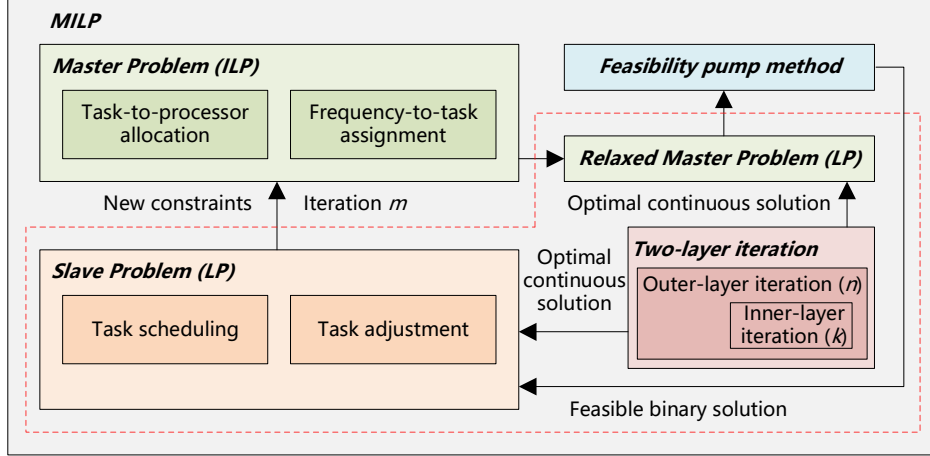 MILP
Master Problem (ILP)
Task-to-processor
allocation
Frequency-to-task
assignment
Feasibility pump method
Relaxed Master Problem (LP)
New constraints
Iteration m
Optimal continuous solution
Slave Problem (LP)
Task scheduling
Task adjustment
Optimal
continuous
solution
Two-layer iteration
Outer-layer iteration (n)
Inner-layer
iteration (k)
Feasible binary solution